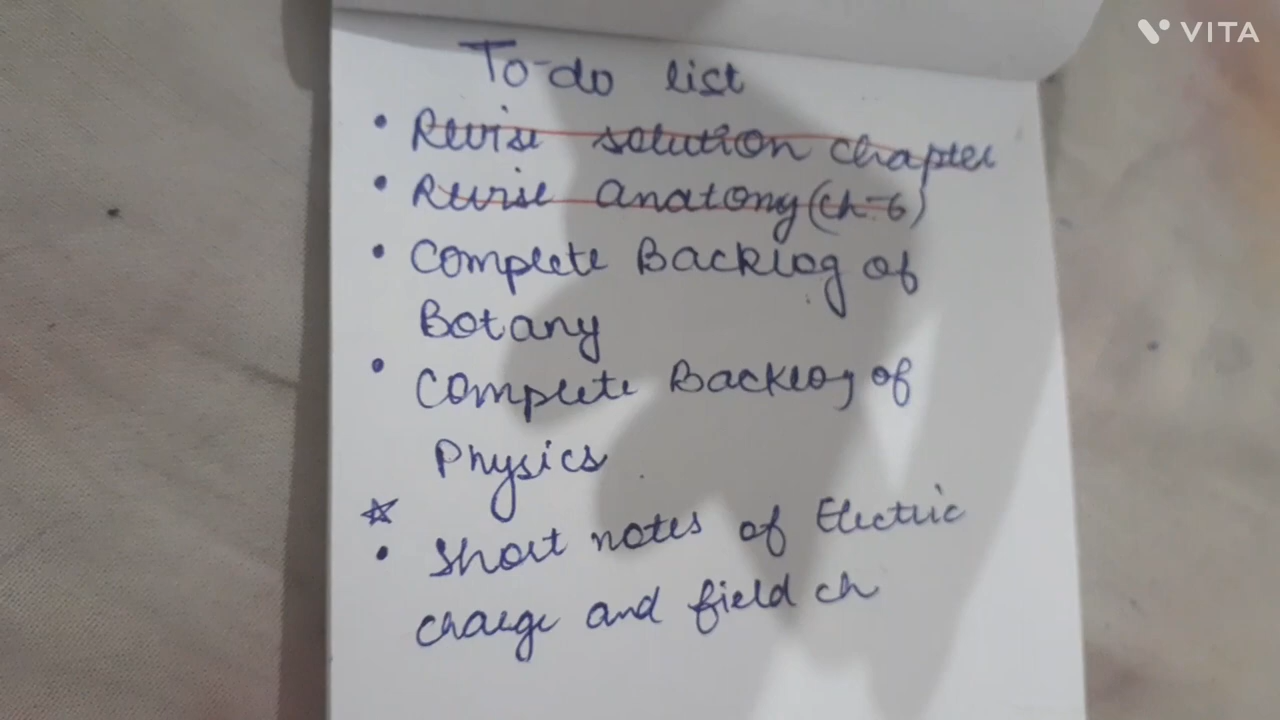 VITA
To-do list
• Revise solution chapter
• Revise anatomy (ch-6)
• Complete Backlog of
Botany
• Complete Backlog of
Physics
☆
• Short notes of Electric
charge and field ch